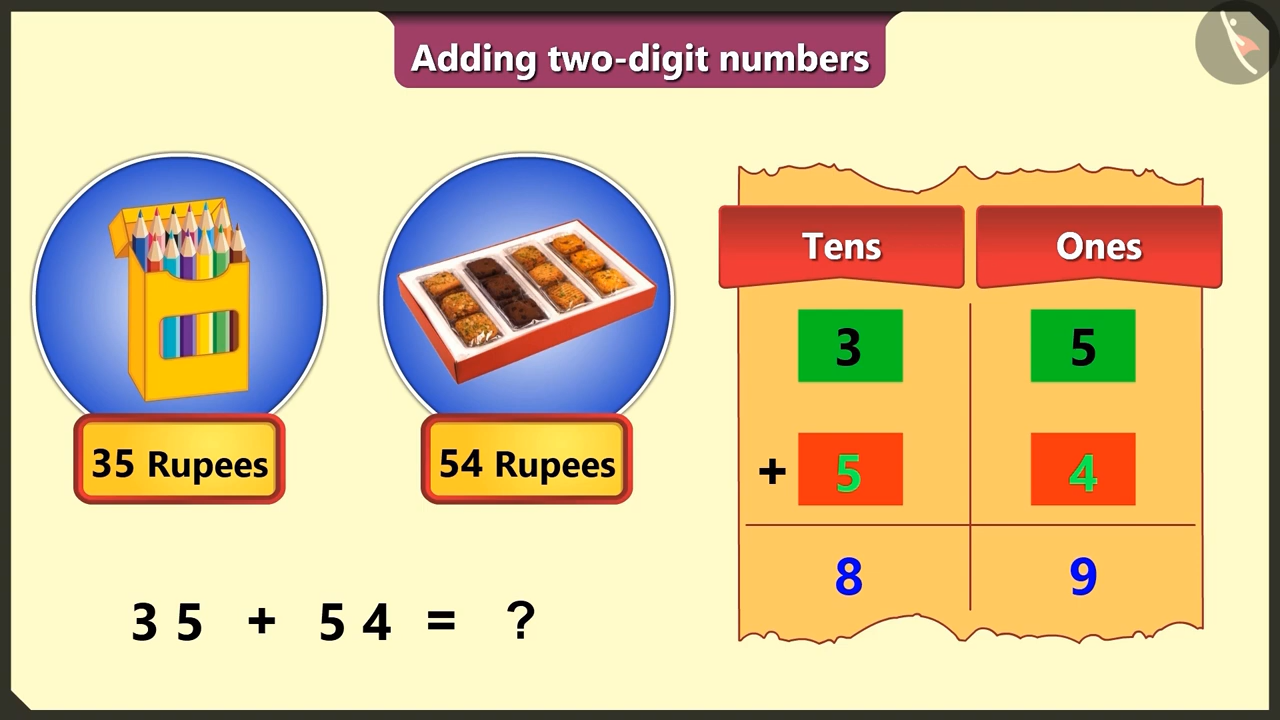 Adding two-digit numbers
35 Rupees
54 Rupees
3 5 + 5 4 = ?
Tens Ones
3 5
+ 5 4
8 9